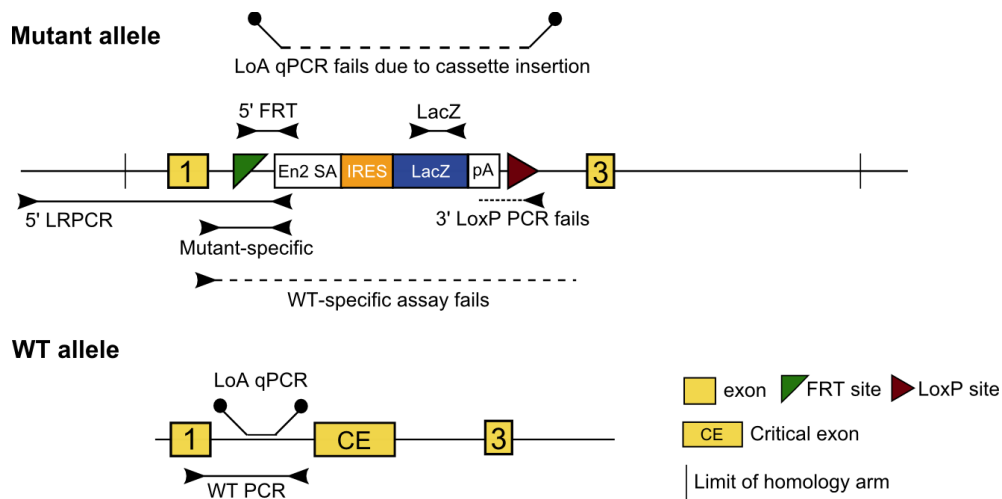 Mutant allele
LoA qPCR fails due to cassette insertion
5' FRT
LacZ
1
En2 SA
IRES
LacZ
pA
3
5' LRPCR
3' LoxP PCR fails
Mutant-specific
WT-specific assay fails
WT allele
LoA qPCR
1
CE
3
WT PCR
exon
FRT site
LoxP site
CE
Critical exon
Limit of homology arm